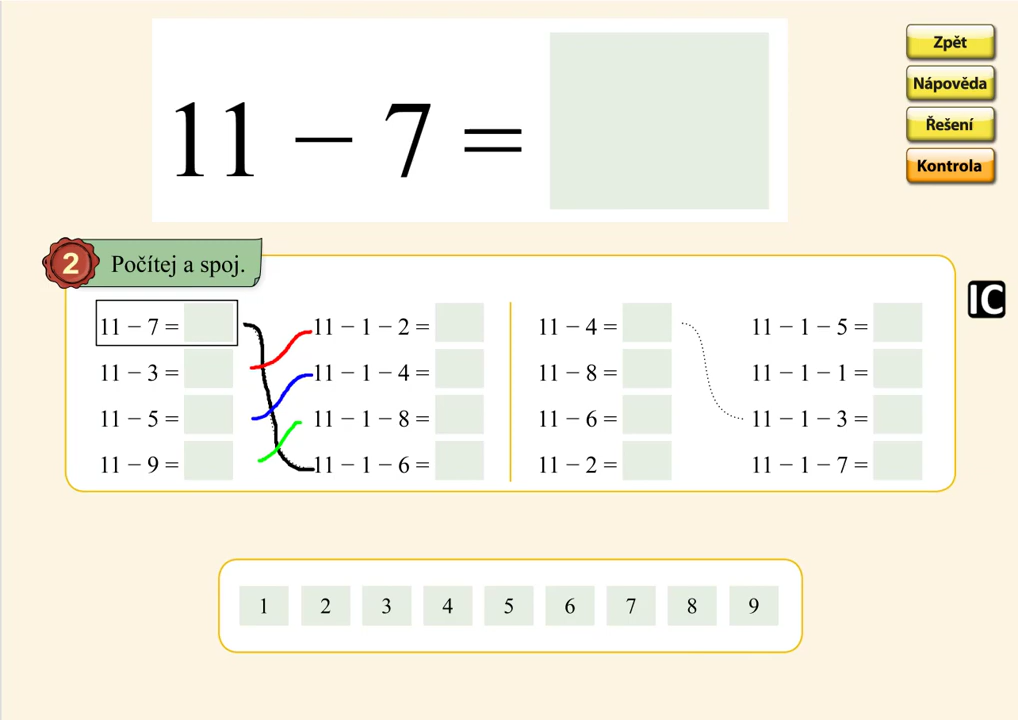 11 − 7 =
Zpět
Nápověda
Řešení
Kontrola
2 Počítej a spoj.
IC
11 − 7 = 11 − 1 − 2 = 11 − 4 = 11 − 1 − 5 =
11 − 3 = 11 − 1 − 4 = 11 − 8 = 11 − 1 − 1 =
11 − 5 = 11 − 1 − 8 = 11 − 6 = 11 − 1 − 3 =
11 − 9 = 11 − 1 − 6 = 11 − 2 = 11 − 1 − 7 =
1 2 3 4 5 6 7 8 9